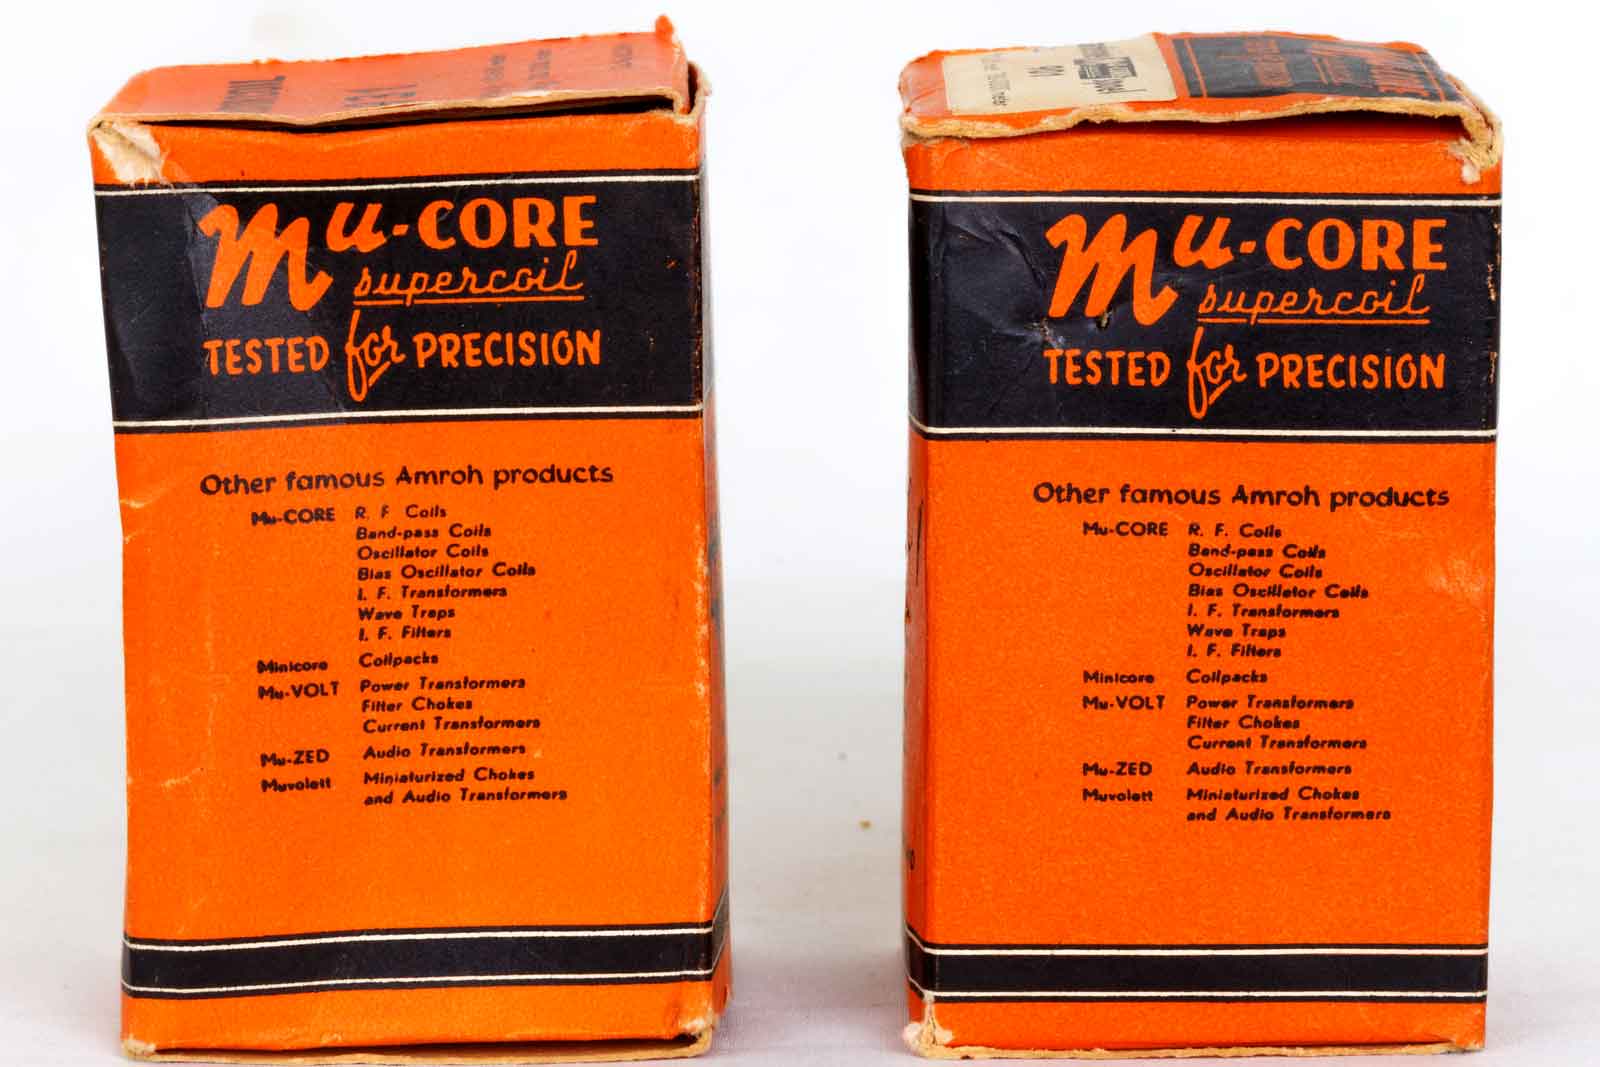 Mu-CORE
supercoil
TESTED for PRECISION
Other famous Amroh products
Mu-CORE R. F. Coils
Band-pass Coils
Oscillator Coils
Bias Oscillator Coils
I. F. Transformers
Wave Traps
I. F. Filters
Minicore Coilpacks
Mu-VOLT Power Transformers
Filter Chokes
Current Transformers
Mu-ZED Audio Transformers
Muvolett Miniaturized Chokes
and Audio Transformers
Mu-CORE
supercoil
TESTED for PRECISION
Other famous Amroh products
Mu-CORE R. F. Coils
Band-pass Coils
Oscillator Coils
Bias Oscillator Coils
I. F. Transformers
Wave Traps
I. F. Filters
Minicore Coilpacks
Mu-VOLT Power Transformers
Filter Chokes
Current Transformers
Mu-ZED Audio Transformers
Muvolett Miniaturized Chokes
and Audio Transformers